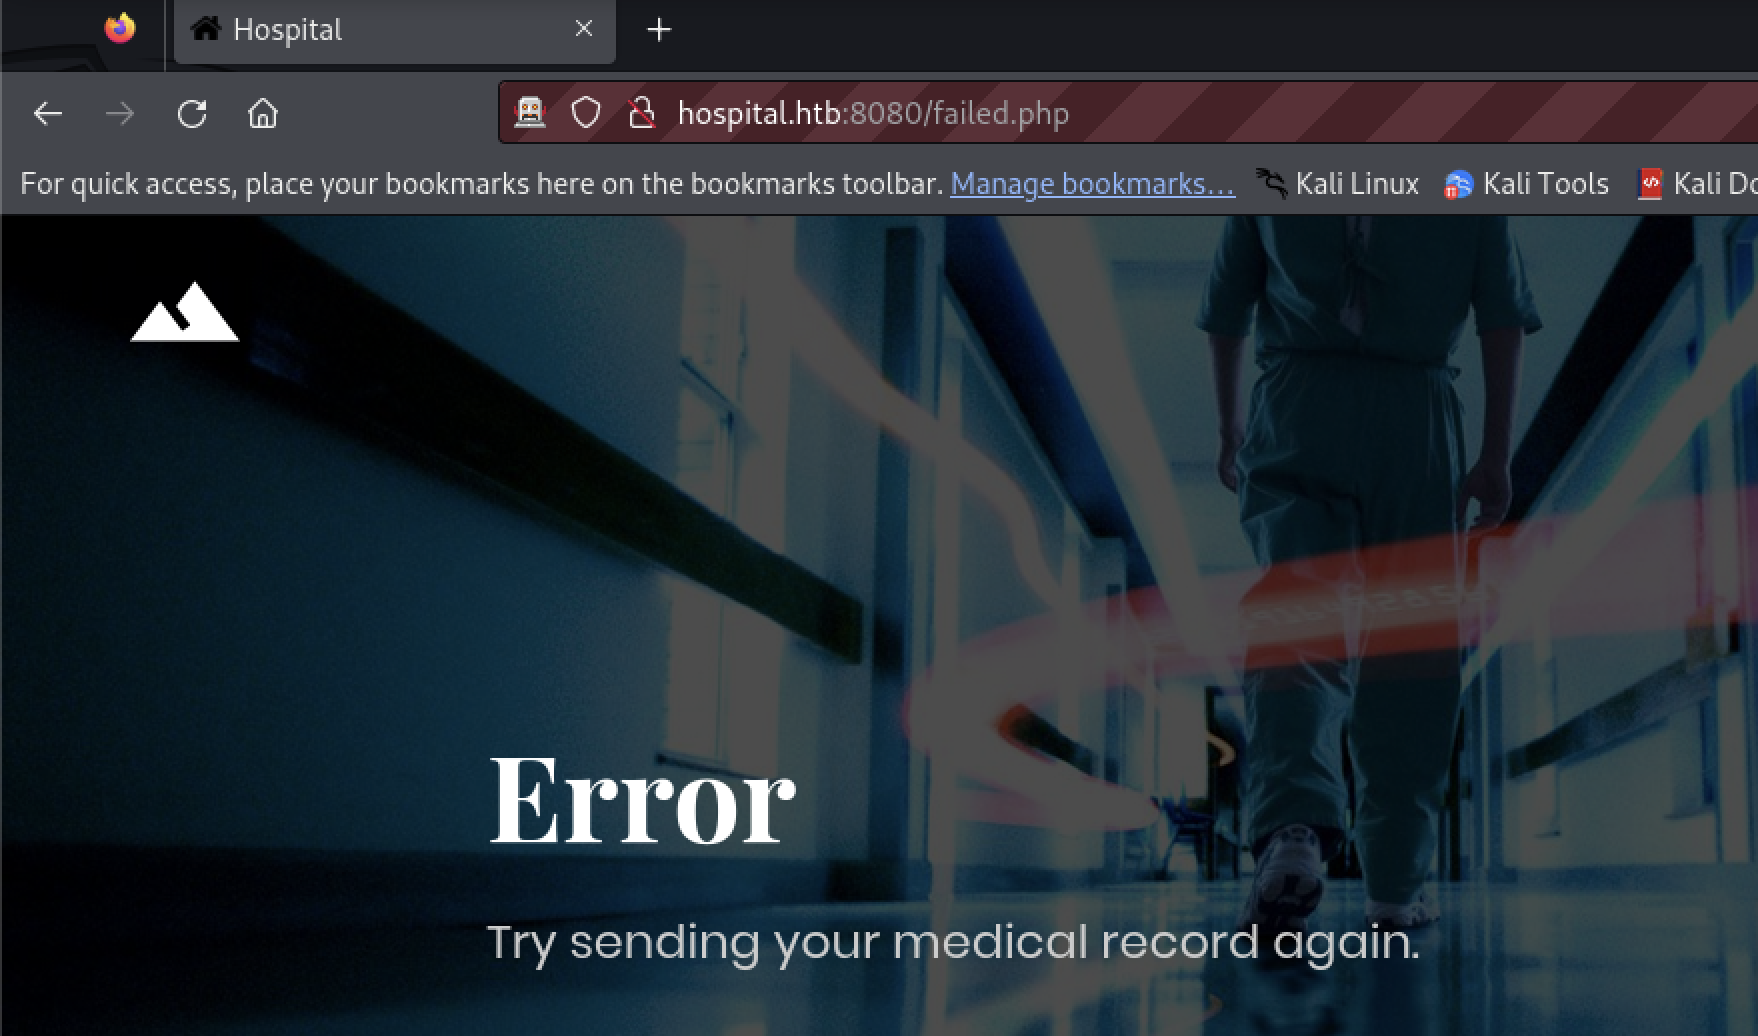 Hospital
hospital.htb:8080/failed.php
For quick access, place your bookmarks here on the bookmarks toolbar. Manage bookmarks... Kali Linux Kali Tools Kali Do
Error
Try sending your medical record again.